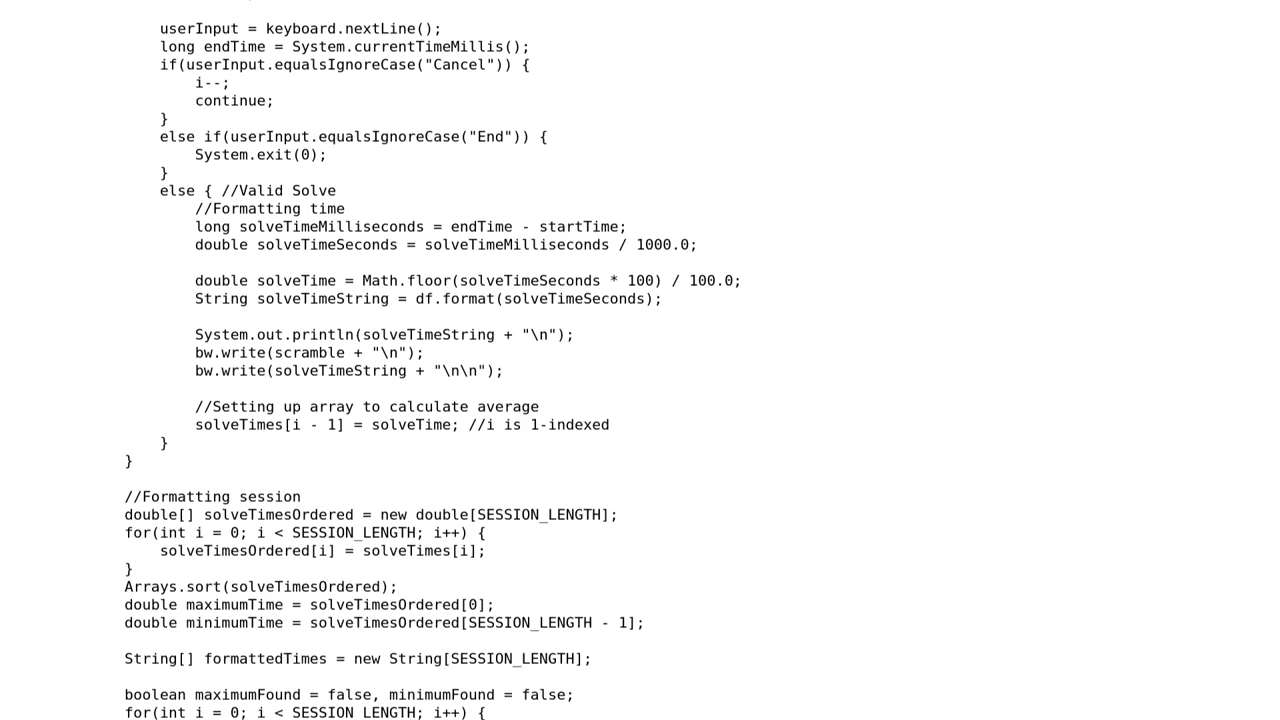 userInput = keyboard.nextLine();
long endTime = System.currentTimeMillis();
if(userInput.equalsIgnoreCase("Cancel")) {
i--;
continue;
}
else if(userInput.equalsIgnoreCase("End")) {
System.exit(0);
}
else { //Valid Solve
//Formatting time
long solveTimeMilliseconds = endTime - startTime;
double solveTimeSeconds = solveTimeMilliseconds / 1000.0;
double solveTime = Math.floor(solveTimeSeconds * 100) / 100.0;
String solveTimeString = df.format(solveTimeSeconds);
System.out.println(solveTimeString + "\n");
bw.write(scramble + "\n");
bw.write(solveTimeString + "\n\n");
//Setting up array to calculate average
solveTimes[i - 1] = solveTime; //i is 1-indexed
}
}
//Formatting session
double[] solveTimesOrdered = new double[SESSION_LENGTH];
for(int i = 0; i < SESSION_LENGTH; i++) {
solveTimesOrdered[i] = solveTimes[i];
}
Arrays.sort(solveTimesOrdered);
double maximumTime = solveTimesOrdered[0];
double minimumTime = solveTimesOrdered[SESSION_LENGTH - 1];
String[] formattedTimes = new String[SESSION_LENGTH];
boolean maximumFound = false, minimumFound = false;
for(int i = 0; i < SESSION_LENGTH; i++) {